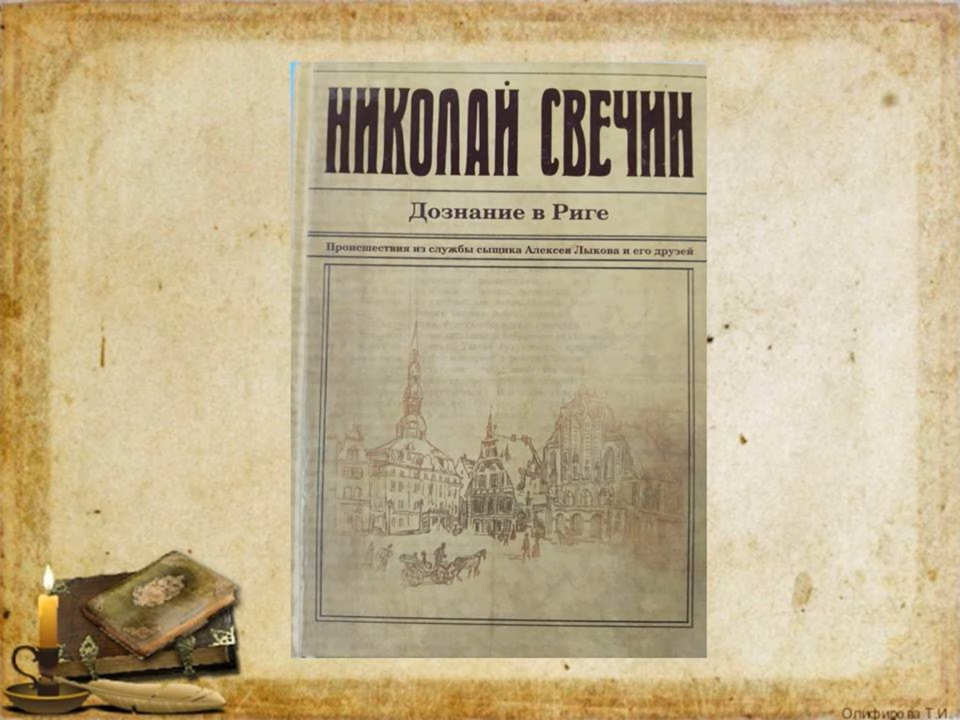 НИКОЛАЙ СВЕЧИН
Дознание в Риге
Происшествия из службы сыщика Алексея Лыкова и его друзей
Олифирова Т.И.